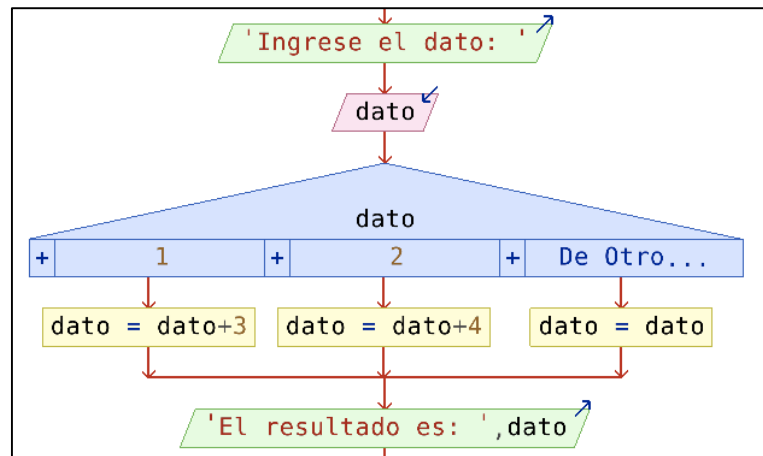 'Ingrese el dato: '
dato
dato
+ 1 + 2 + De Otro...
dato = dato+3 dato = dato+4 dato = dato
'El resultado es: ',dato